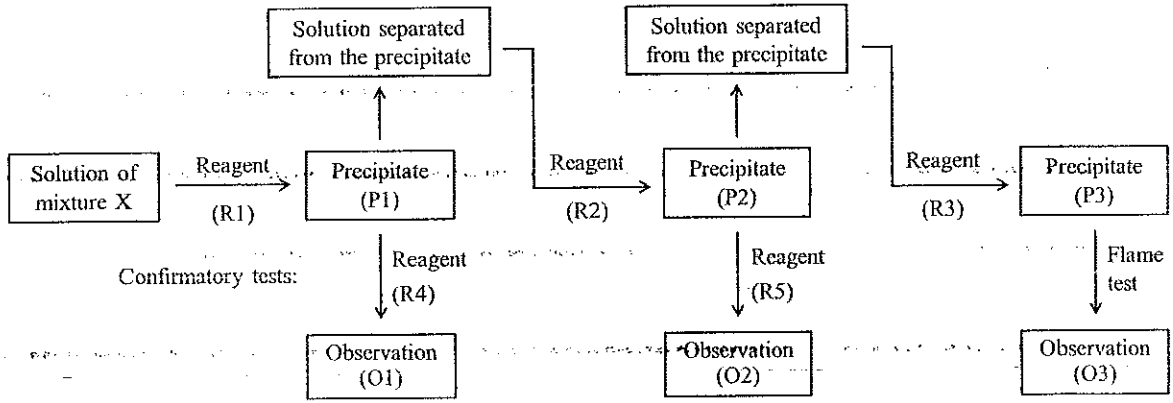 Solution separated
from the precipitate
Solution separated
from the precipitate
Solution of
mixture X
Reagent
(R1)
Precipitate
(P1)
Reagent
(R2)
Precipitate
(P2)
Reagent
(R3)
Precipitate
(P3)
Confirmatory tests:
Reagent
(R4)
Reagent
(R5)
Flame
test
Observation
(O1)
Observation
(O2)
Observation
(O3)